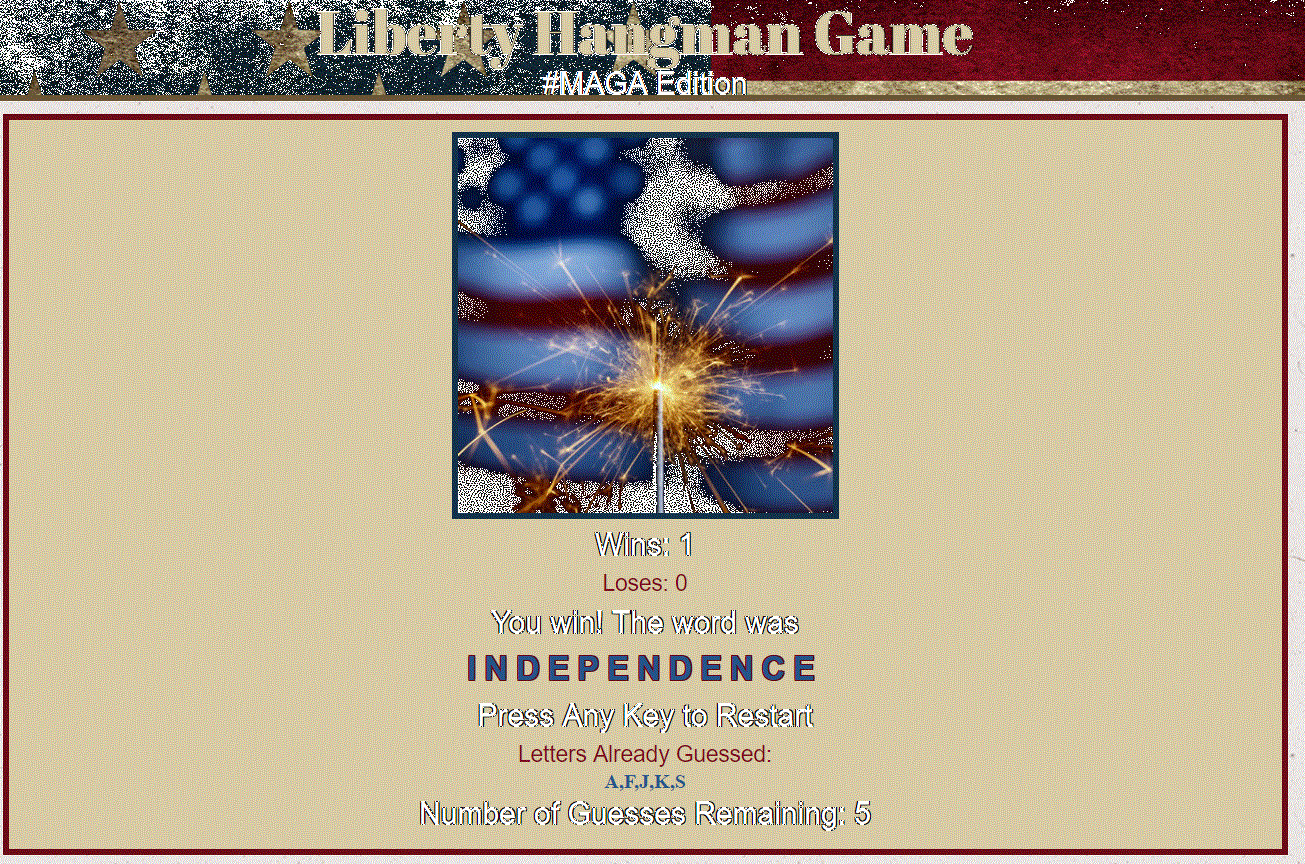 Liberty Hangman Game
#MAGA Edition
Wins: 1
Loses: 0
You win! The word was
INDEPENDENCE
Press Any Key to Restart
Letters Already Guessed:
A,F,J,K,S
Number of Guesses Remaining: 5